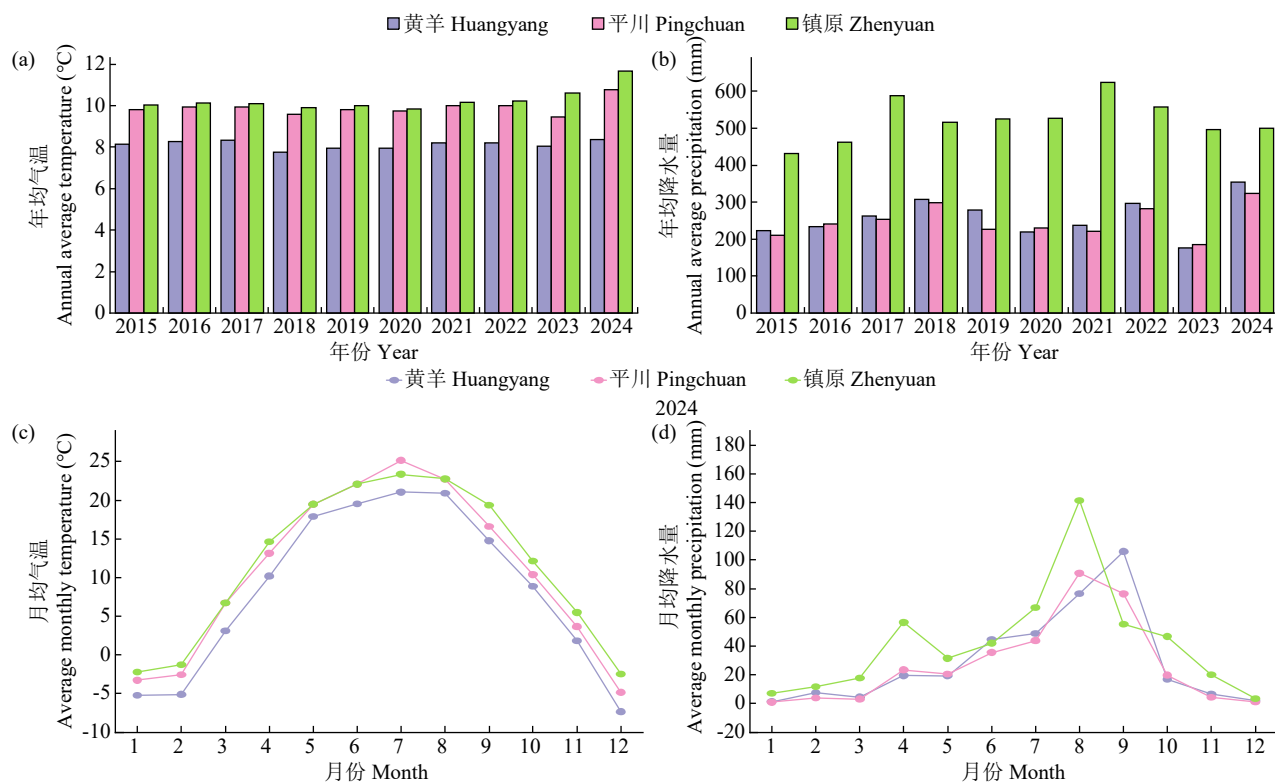 黄羊 Huangyang 平川 Pingchuan 镇原 Zhenyuan
(a)
年均气温
Annual average temperature (℃)
12
10
8
6
4
2
0
2015 2016 2017 2018 2019 2020 2021 2022 2023 2024
年份 Year
(b)
年均降水量
Annual average precipitation (mm)
600
500
400
300
200
100
0
2015 2016 2017 2018 2019 2020 2021 2022 2023 2024
年份 Year
黄羊 Huangyang 平川 Pingchuan 镇原 Zhenyuan
2024
(c)
月均气温
Average monthly temperature (℃)
25
20
15
10
5
0
-5
-10
1 2 3 4 5 6 7 8 9 10 11 12
月份 Month
(d)
月均降水量
Average monthly precipitation (mm)
180
160
140
120
100
80
60
40
20
0
-20
1 2 3 4 5 6 7 8 9 10 11 12
月份 Month